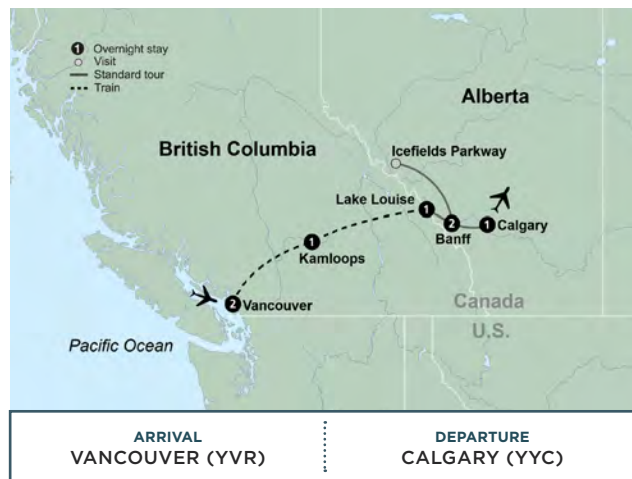 1 Overnight stay
Visit
Standard tour
Train
Alberta
British Columbia
Icefields Parkway
Lake Louise
1
2
1 Calgary
Banff
1
Kamloops
2 Vancouver
Canada
U.S.
Pacific Ocean
ARRIVAL
VANCOUVER (YVR)
DEPARTURE
CALGARY (YYC)